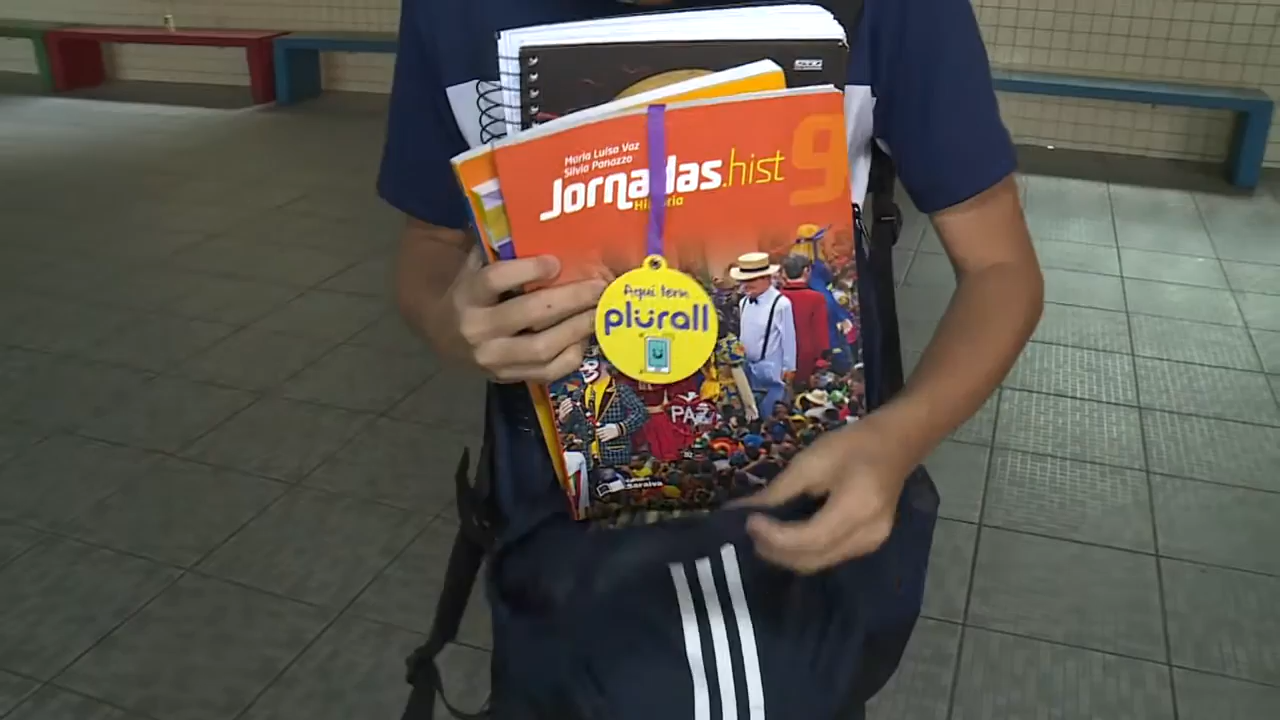 Maria Luísa Vaz
Silvia Panazzo
Jornadas.hist
9
História
Aqui tem
plurall
PAZ
Saraiva